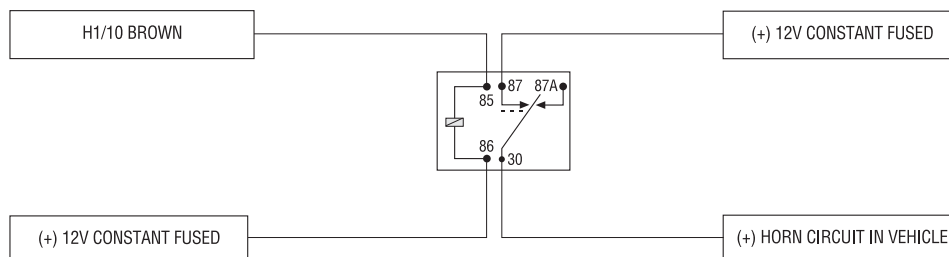 H1/10 BROWN
(+) 12V CONSTANT FUSED
87 87A
85
86
30
(+) 12V CONSTANT FUSED
(+) HORN CIRCUIT IN VEHICLE